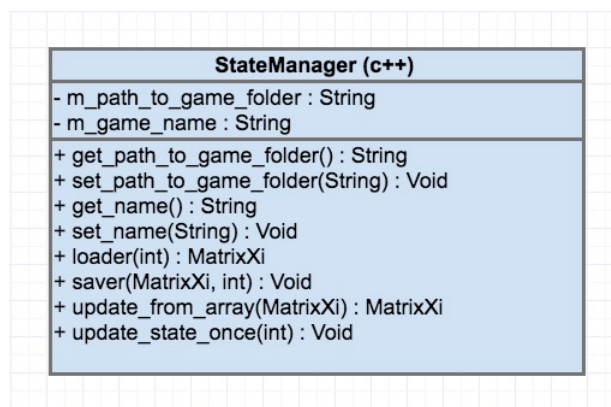 StateManager (c++)
- m_path_to_game_folder : String
- m_game_name : String
+ get_path_to_game_folder() : String
+ set_path_to_game_folder(String) : Void
+ get_name() : String
+ set_name(String) : Void
+ loader(int) : MatrixXi
+ saver(MatrixXi, int) : Void
+ update_from_array(MatrixXi) : MatrixXi
+ update_state_once(int) : Void